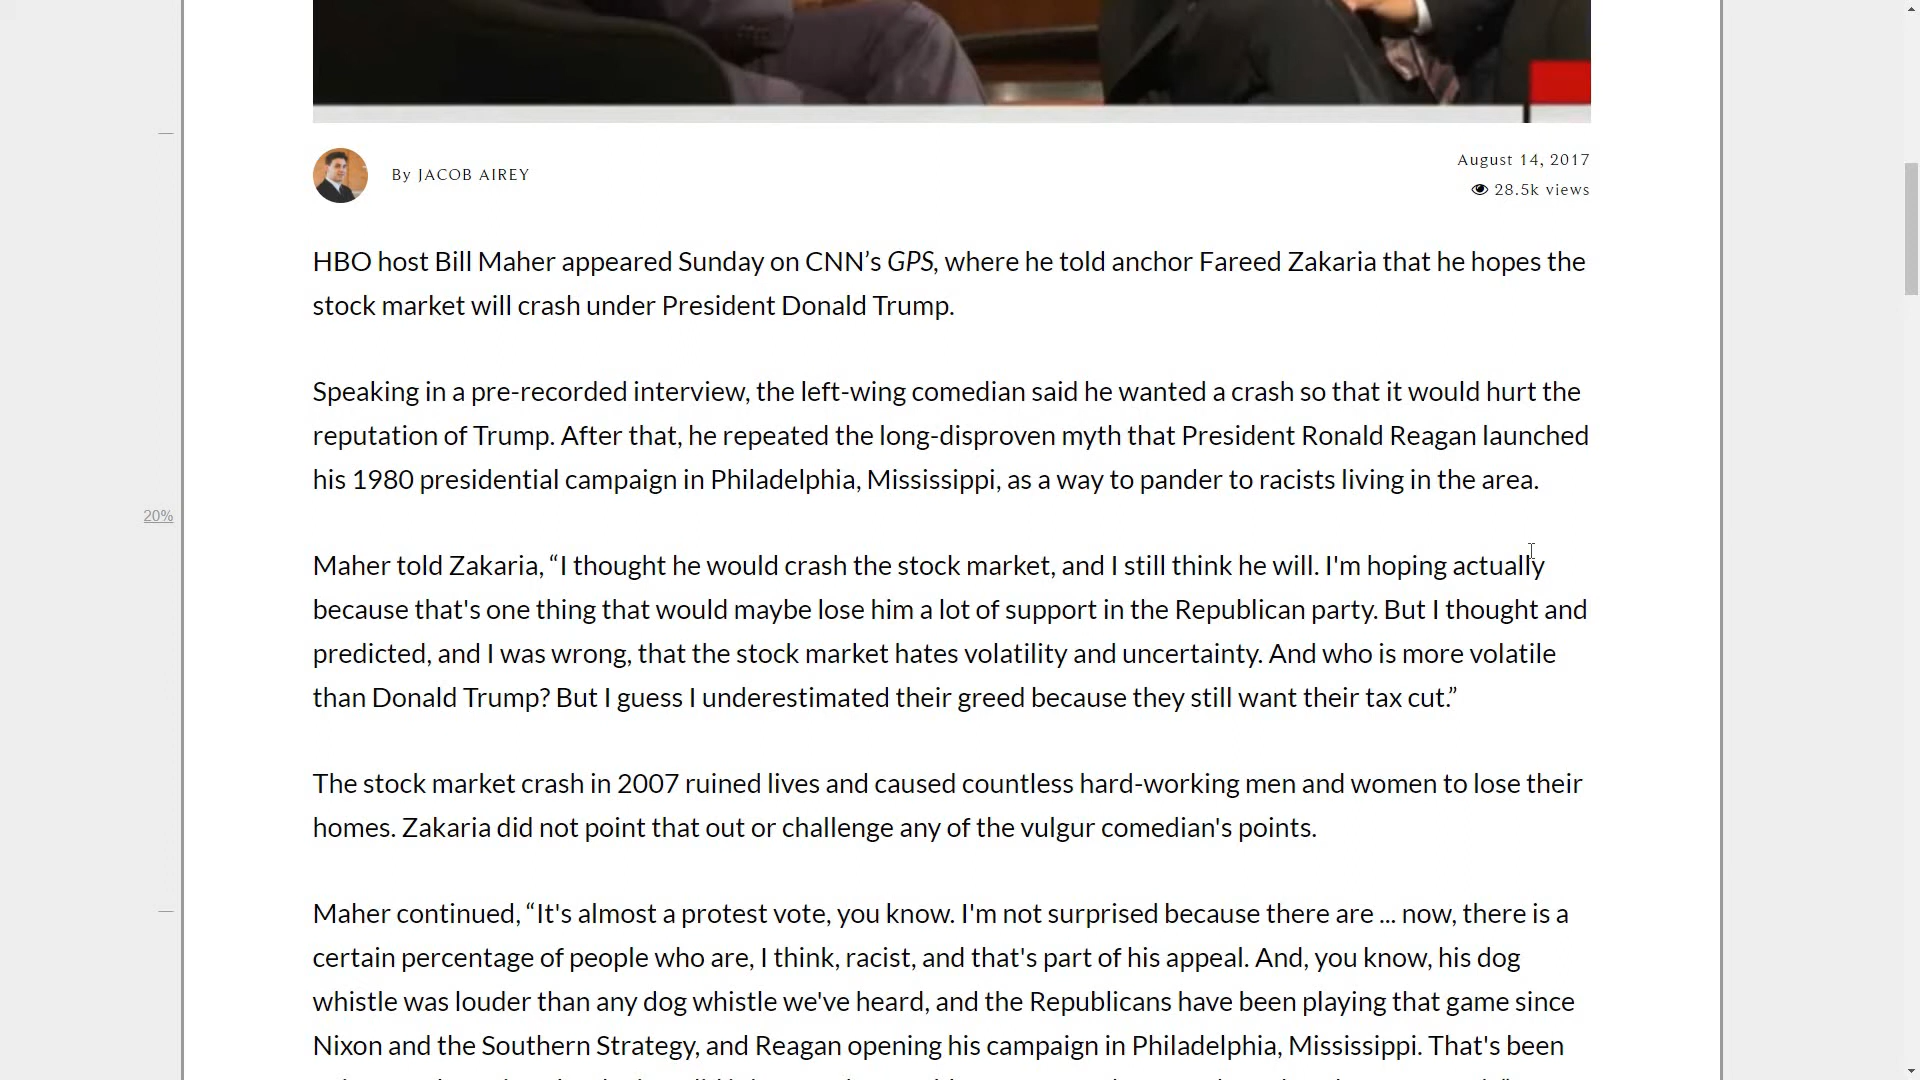 By JACOB AIREY
August 14, 2017
28.5k views
HBO host Bill Maher appeared Sunday on CNN’s GPS, where he told anchor Fareed Zakaria that he hopes the
stock market will crash under President Donald Trump.
Speaking in a pre-recorded interview, the left-wing comedian said he wanted a crash so that it would hurt the
reputation of Trump. After that, he repeated the long-disproven myth that President Ronald Reagan launched
his 1980 presidential campaign in Philadelphia, Mississippi, as a way to pander to racists living in the area.
20%
Maher told Zakaria, “I thought he would crash the stock market, and I still think he will. I'm hoping actually
because that's one thing that would maybe lose him a lot of support in the Republican party. But I thought and
predicted, and I was wrong, that the stock market hates volatility and uncertainty. And who is more volatile
than Donald Trump? But I guess I underestimated their greed because they still want their tax cut.”
The stock market crash in 2007 ruined lives and caused countless hard-working men and women to lose their
homes. Zakaria did not point that out or challenge any of the vulgur comedian's points.
Maher continued, “It's almost a protest vote, you know. I'm not surprised because there are ... now, there is a
certain percentage of people who are, I think, racist, and that's part of his appeal. And, you know, his dog
whistle was louder than any dog whistle we've heard, and the Republicans have been playing that game since
Nixon and the Southern Strategy, and Reagan opening his campaign in Philadelphia, Mississippi. That's been